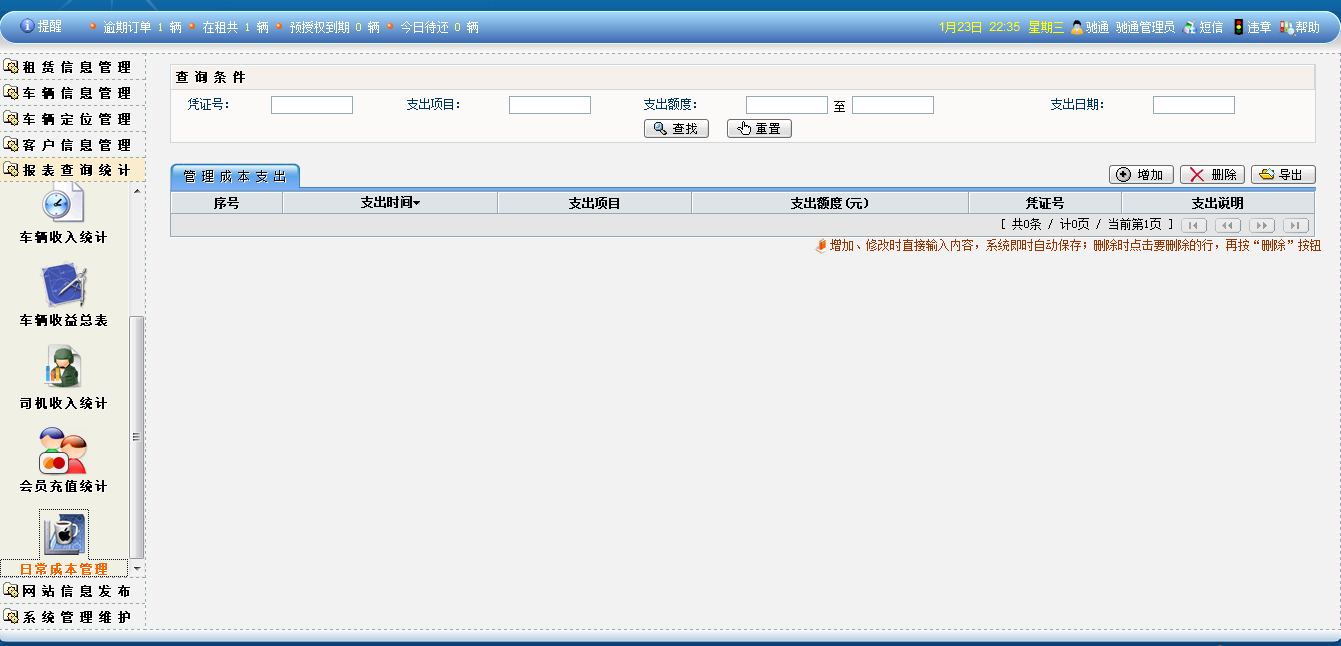 提醒 逾期订单 1 辆 在租共 1 辆 预授权到期 0 辆 今日待还 0 辆 1月23日 22:35 星期三 驰通 驰通管理员 短信 违章 帮助
租赁信息管理
车辆信息管理
车辆定位管理
客户信息管理
报表查询统计
车辆收入统计
车辆收益总表
司机收入统计
会员充值统计
日常成本管理
网站信息发布
系统管理维护
查询条件
凭证号: 支出项目: 支出额度: 至 支出日期:
查找 重置
管理成本支出 增加 删除 导出
序号 支出时间 支出项目 支出额度(元) 凭证号 支出说明
[ 共0条 / 计0页 / 当前第1页 ]
增加、修改时直接输入内容，系统即时自动保存；删除时点击要删除的行，再按“删除”按钮